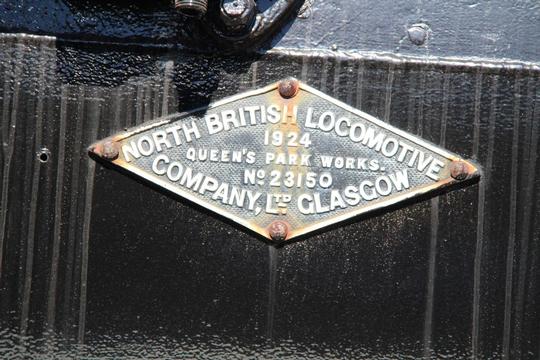 NORTH BRITISH LOCOMOTIVE
1924
QUEEN'S PARK WORKS.
No 23150
COMPANY, LTD GLASGOW